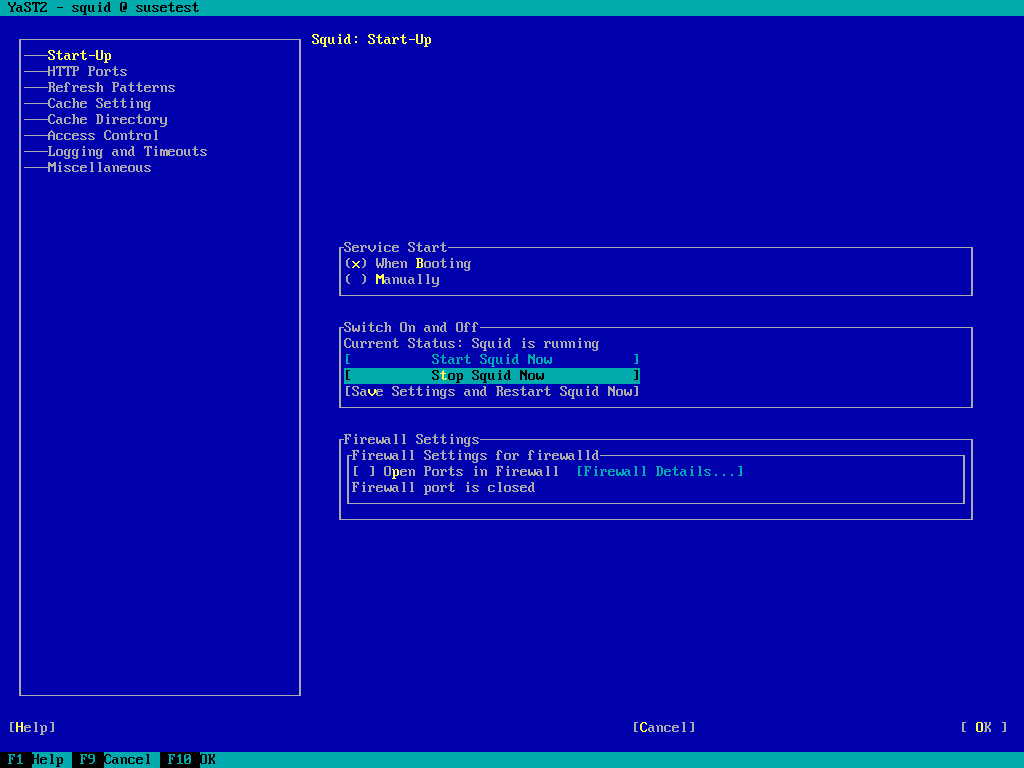 YaST2 - squid @ susetest
Squid: Start-Up
Start-Up
HTTP Ports
Refresh Patterns
Cache Setting
Cache Directory
Access Control
Logging and Timeouts
Miscellaneous
Service Start
(x) When Booting
( ) Manually
Switch On and Off
Current Status: Squid is running
[ Start Squid Now ]
[ Stop Squid Now ]
[Save Settings and Restart Squid Now]
Firewall Settings
Firewall Settings for firewalld
[ ] Open Ports in Firewall [Firewall Details...]
Firewall port is closed
[Help] [Cancel] [ OK ]
F1 Help F9 Cancel F10 OK